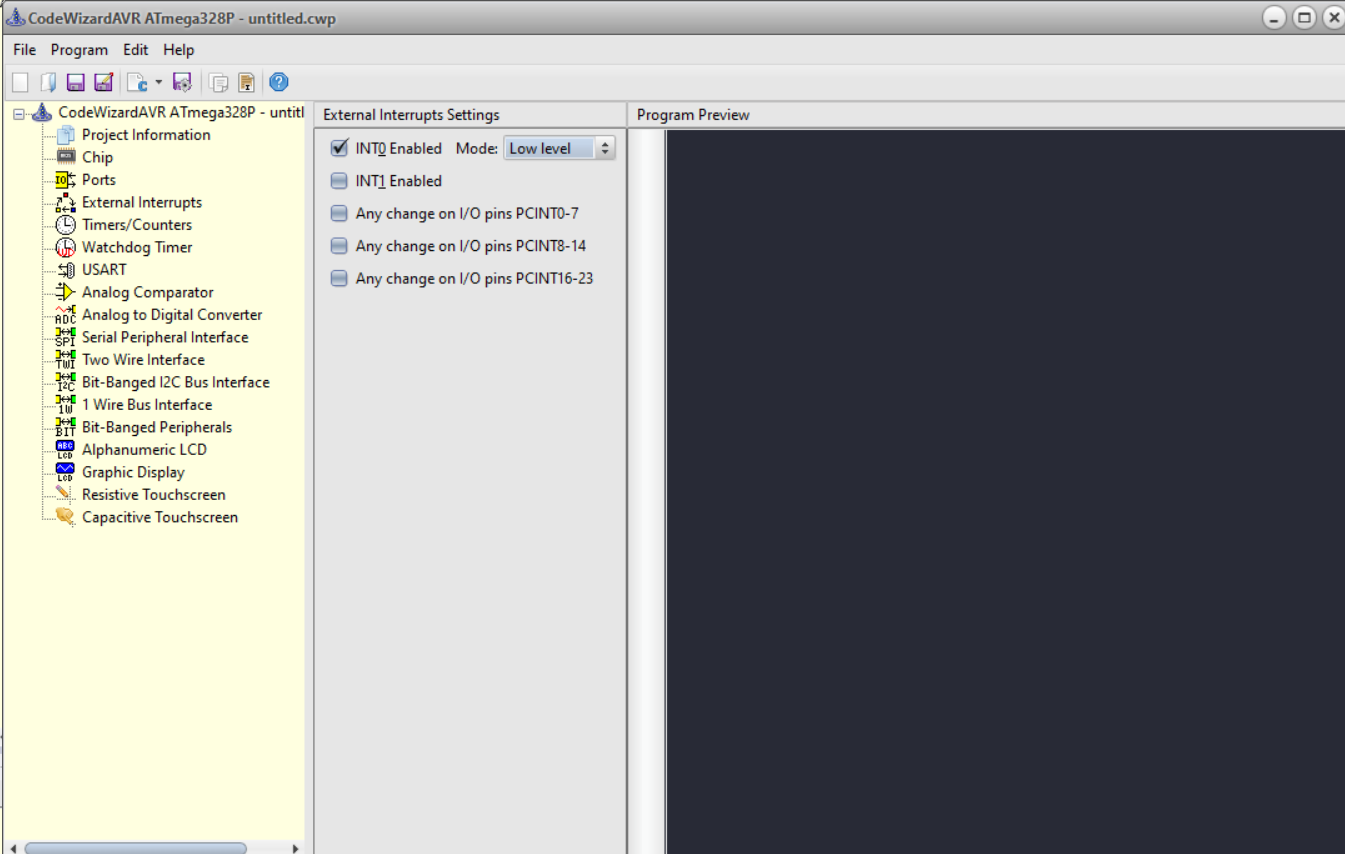 CodeWizardAVR ATmega328P - untitled.cwp
File Program Edit Help
CodeWizardAVR ATmega328P - untitl
Project Information
Chip
Ports
External Interrupts
Timers/Counters
Watchdog Timer
USART
Analog Comparator
Analog to Digital Converter
Serial Peripheral Interface
Two Wire Interface
Bit-Banged I2C Bus Interface
1 Wire Bus Interface
Bit-Banged Peripherals
Alphanumeric LCD
Graphic Display
Resistive Touchscreen
Capacitive Touchscreen
External Interrupts Settings
INT0 Enabled Mode: Low level
INT1 Enabled
Any change on I/O pins PCINT0-7
Any change on I/O pins PCINT8-14
Any change on I/O pins PCINT16-23
Program Preview